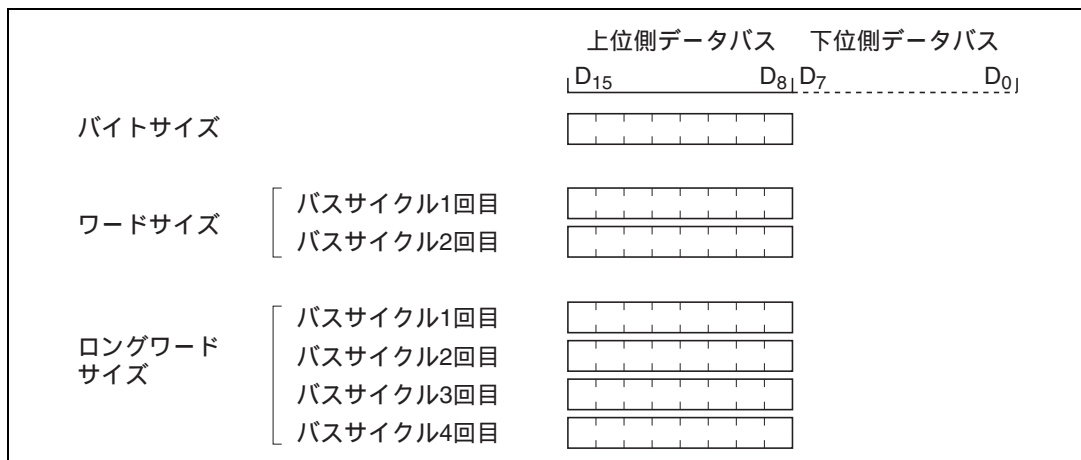 上位側データバス 下位側データバス
D15 D8 D7 D0
バイトサイズ
ワードサイズ
バスサイクル1回目
バスサイクル2回目
ロングワード
サイズ
バスサイクル1回目
バスサイクル2回目
バスサイクル3回目
バスサイクル4回目